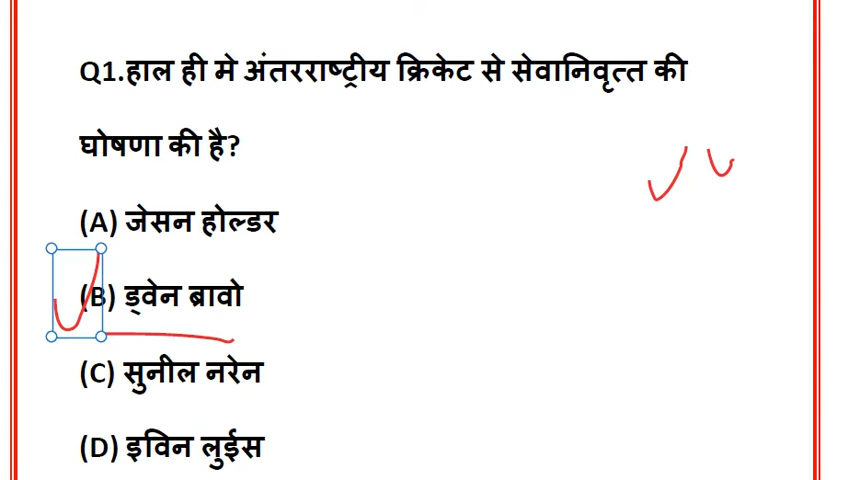 Q1.हाल ही मे अंतरराष्ट्रीय क्रिकेट से सेवानिवृत्त की
घोषणा की है?
(A) जेसन होल्डर
(B) ड्वेन ब्रावो
(C) सुनील नरेन
(D) इविन लुईस